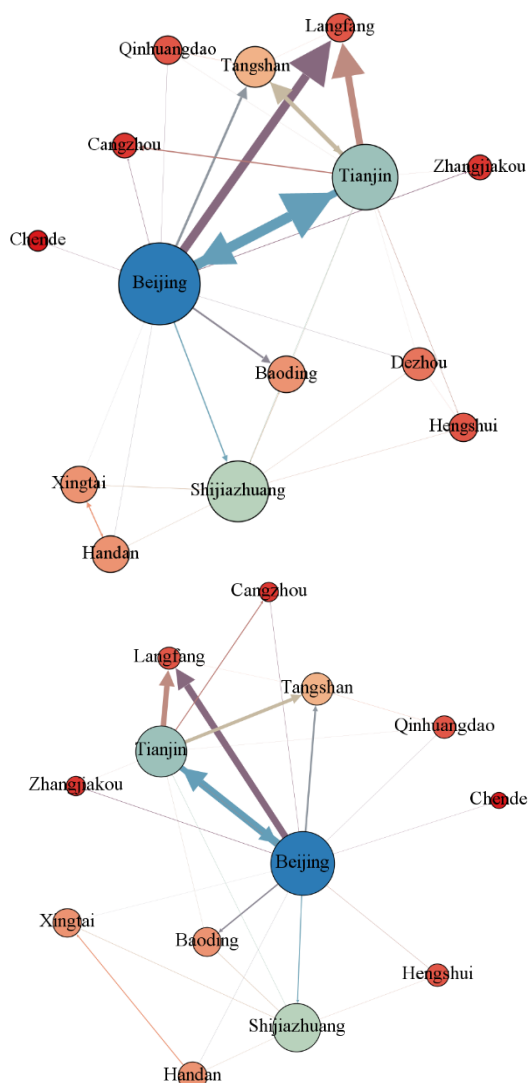 Langfang
Qinhuangdao
Tangshan
Cangzhou
Tianjin
Zhangjiakou
Chende
Beijing
Baoding
Dezhou
Hengshui
Xingtai
Shijiazhuang
Handan
Cangzhou
Langfang
Tangshan
Qinhuangdao
Tianjin
Zhangjiakou
Chende
Beijing
Xingtai
Baoding
Hengshui
Shijiazhuang
Handan